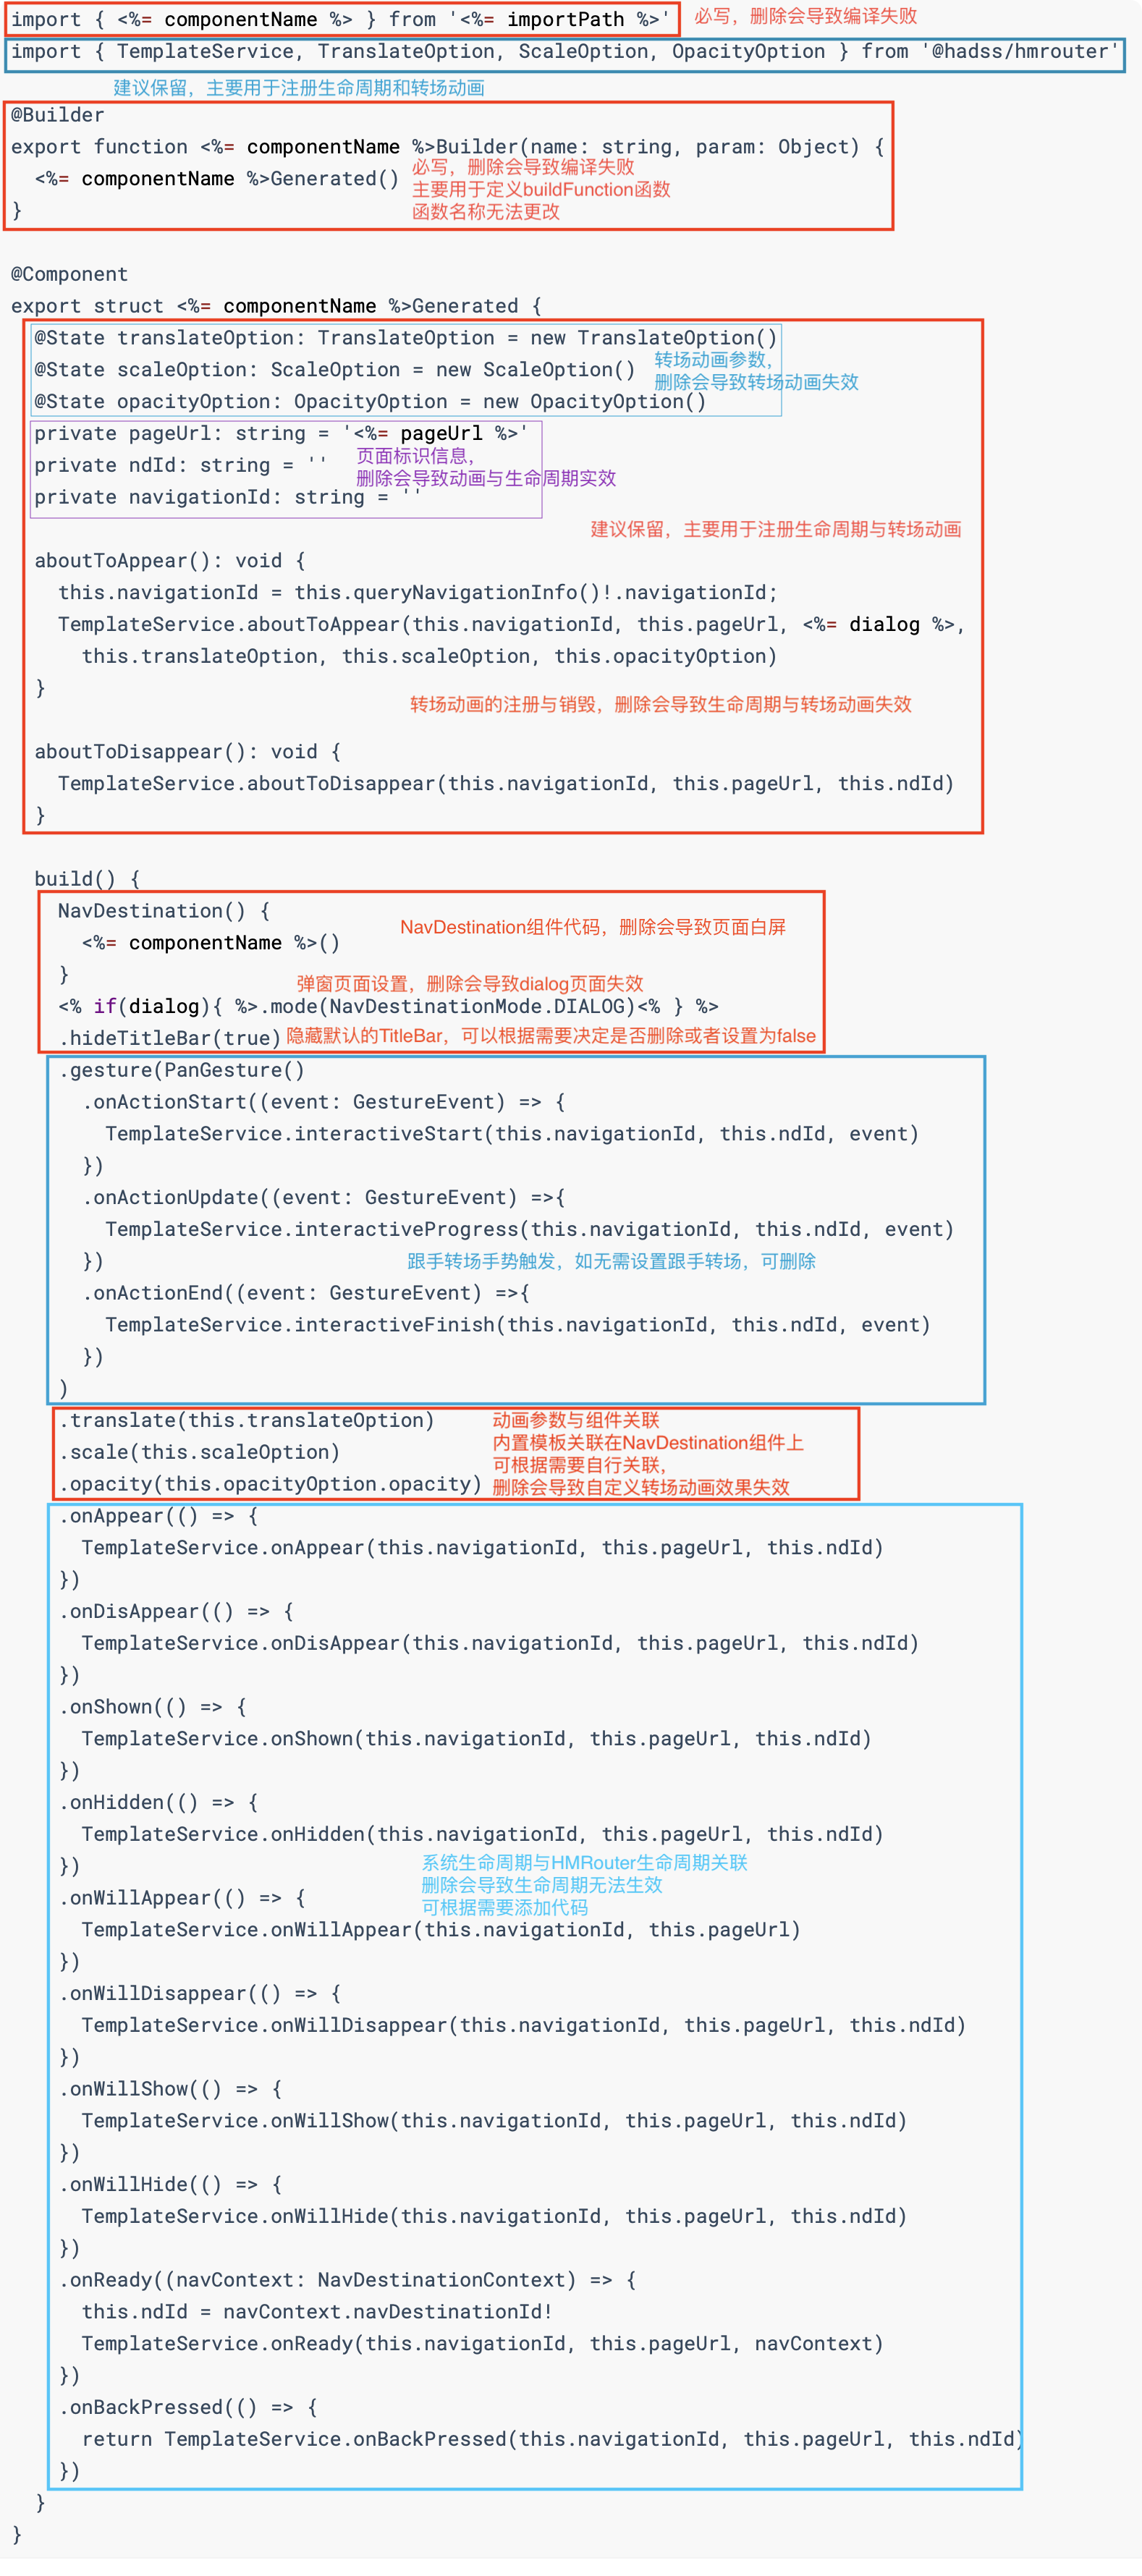 import { <%= componentName %> } from '<%= importPath %>' 必写，删除会导致编译失败
import { TemplateService, TranslateOption, ScaleOption, OpacityOption } from '@hadss/hmrouter'
建议保留，主要用于注册生命周期和转场动画
@Builder
export function <%= componentName %>Builder(name: string, param: Object) {
<%= componentName %>Generated()
必写，删除会导致编译失败
主要用于定义buildFunction函数
函数名称无法更改
}
@Component
export struct <%= componentName %>Generated {
@State translateOption: TranslateOption = new TranslateOption()
@State scaleOption: ScaleOption = new ScaleOption()
转场动画参数，
删除会导致转场动画失效
@State opacityOption: OpacityOption = new OpacityOption()
private pageUrl: string = '<%= pageUrl %>'
private ndId: string = ''
页面标识信息，
删除会导致动画与生命周期实效
private navigationId: string = ''
建议保留，主要用于注册生命周期与转场动画
aboutToAppear(): void {
this.navigationId = this.queryNavigationInfo()!.navigationId;
TemplateService.aboutToAppear(this.navigationId, this.pageUrl, <%= dialog %>,
this.translateOption, this.scaleOption, this.opacityOption)
}
转场动画的注册与销毁，删除会导致生命周期与转场动画失效
aboutToDisappear(): void {
TemplateService.aboutToDisappear(this.navigationId, this.pageUrl, this.ndId)
}
build() {
NavDestination() {
NavDestination组件代码，删除会导致页面白屏
<%= componentName %>()
}
弹窗页面设置，删除会导致dialog页面失效
<% if(dialog){ %>.mode(NavDestinationMode.DIALOG)<% } %>
.hideTitleBar(true) 隐藏默认的TitleBar，可以根据需要决定是否删除或者设置为false
.gesture(PanGesture()
.onActionStart((event: GestureEvent) => {
TemplateService.interactiveStart(this.navigationId, this.ndId, event)
})
.onActionUpdate((event: GestureEvent) =>{
TemplateService.interactiveProgress(this.navigationId, this.ndId, event)
}) 跟手转场手势触发，如无需设置跟手转场，可删除
.onActionEnd((event: GestureEvent) =>{
TemplateService.interactiveFinish(this.navigationId, this.ndId, event)
})
)
.translate(this.translateOption)
.scale(this.scaleOption)
.opacity(this.opacityOption.opacity)
动画参数与组件关联
内置模板关联在NavDestination组件上
可根据需要自行关联，
删除会导致自定义转场动画效果失效
.onAppear(() => {
TemplateService.onAppear(this.navigationId, this.pageUrl, this.ndId)
})
.onDisAppear(() => {
TemplateService.onDisAppear(this.navigationId, this.pageUrl, this.ndId)
})
.onShown(() => {
TemplateService.onShown(this.navigationId, this.pageUrl, this.ndId)
})
.onHidden(() => {
TemplateService.onHidden(this.navigationId, this.pageUrl, this.ndId)
})
系统生命周期与HMRouter生命周期关联
删除会导致生命周期无法生效
可根据需要添加代码
.onWillAppear(() => {
TemplateService.onWillAppear(this.navigationId, this.pageUrl)
})
.onWillDisappear(() => {
TemplateService.onWillDisappear(this.navigationId, this.pageUrl, this.ndId)
})
.onWillShow(() => {
TemplateService.onWillShow(this.navigationId, this.pageUrl, this.ndId)
})
.onWillHide(() => {
TemplateService.onWillHide(this.navigationId, this.pageUrl, this.ndId)
})
.onReady((navContext: NavDestinationContext) => {
this.ndId = navContext.navDestinationId!
TemplateService.onReady(this.navigationId, this.pageUrl, navContext)
})
.onBackPressed(() => {
return TemplateService.onBackPressed(this.navigationId, this.pageUrl, this.ndId)
})
}
}